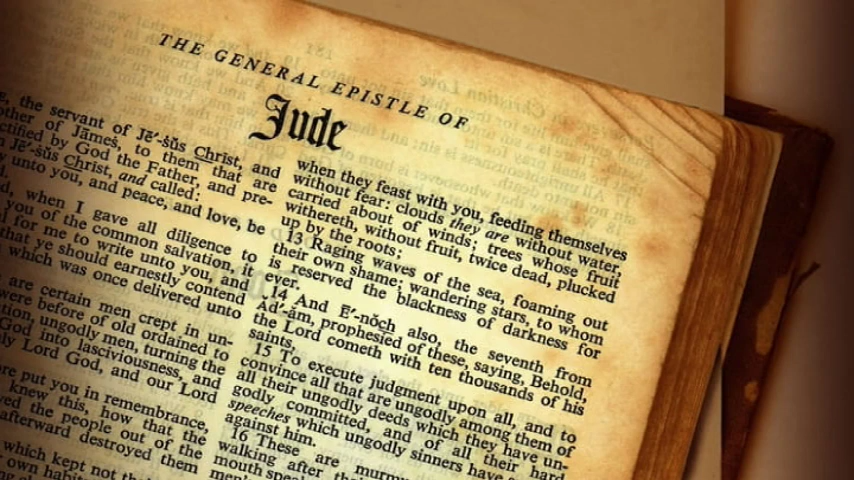 THE GENERAL EPISTLE OF
Jude
the servant of Jē′-s̆ŭs Christ, and
of Jāmes, to them that are
by God the Father, and pre-
Jē′-s̆ŭs Christ, and called:
unto you, and peace, and love, be
when I gave all diligence to
you of the common salvation, it
for me to write unto you, and
that ye should earnestly contend
which was once delivered unto
are certain men crept in un-
were before of old ordained to
ungodly men, turning the
God into lasciviousness, and
Lord God, and our Lord
put you in remembrance,
knew this, how that the
the people out of the
afterward destroyed them
which kept not
own
when they feast with you, feeding themselves
without fear: clouds they are without water,
carried about of winds; trees whose fruit
withereth, without fruit, twice dead, plucked
up by the roots;
13 Raging waves of the sea, foaming out
their own shame; wandering stars, to whom
is reserved the blackness of darkness for
ever.
14 And Ē′-nŏch also, the seventh from
Ăd′-ăm, prophesied of these, saying, Behold,
the Lord cometh with ten thousands of his
saints,
15 To execute judgment upon all, and to
convince all that are ungodly among them of
all their ungodly deeds which they have un-
godly committed, and of all their hard
speeches which ungodly sinners have
against him.
16 These are
walking after
mouth